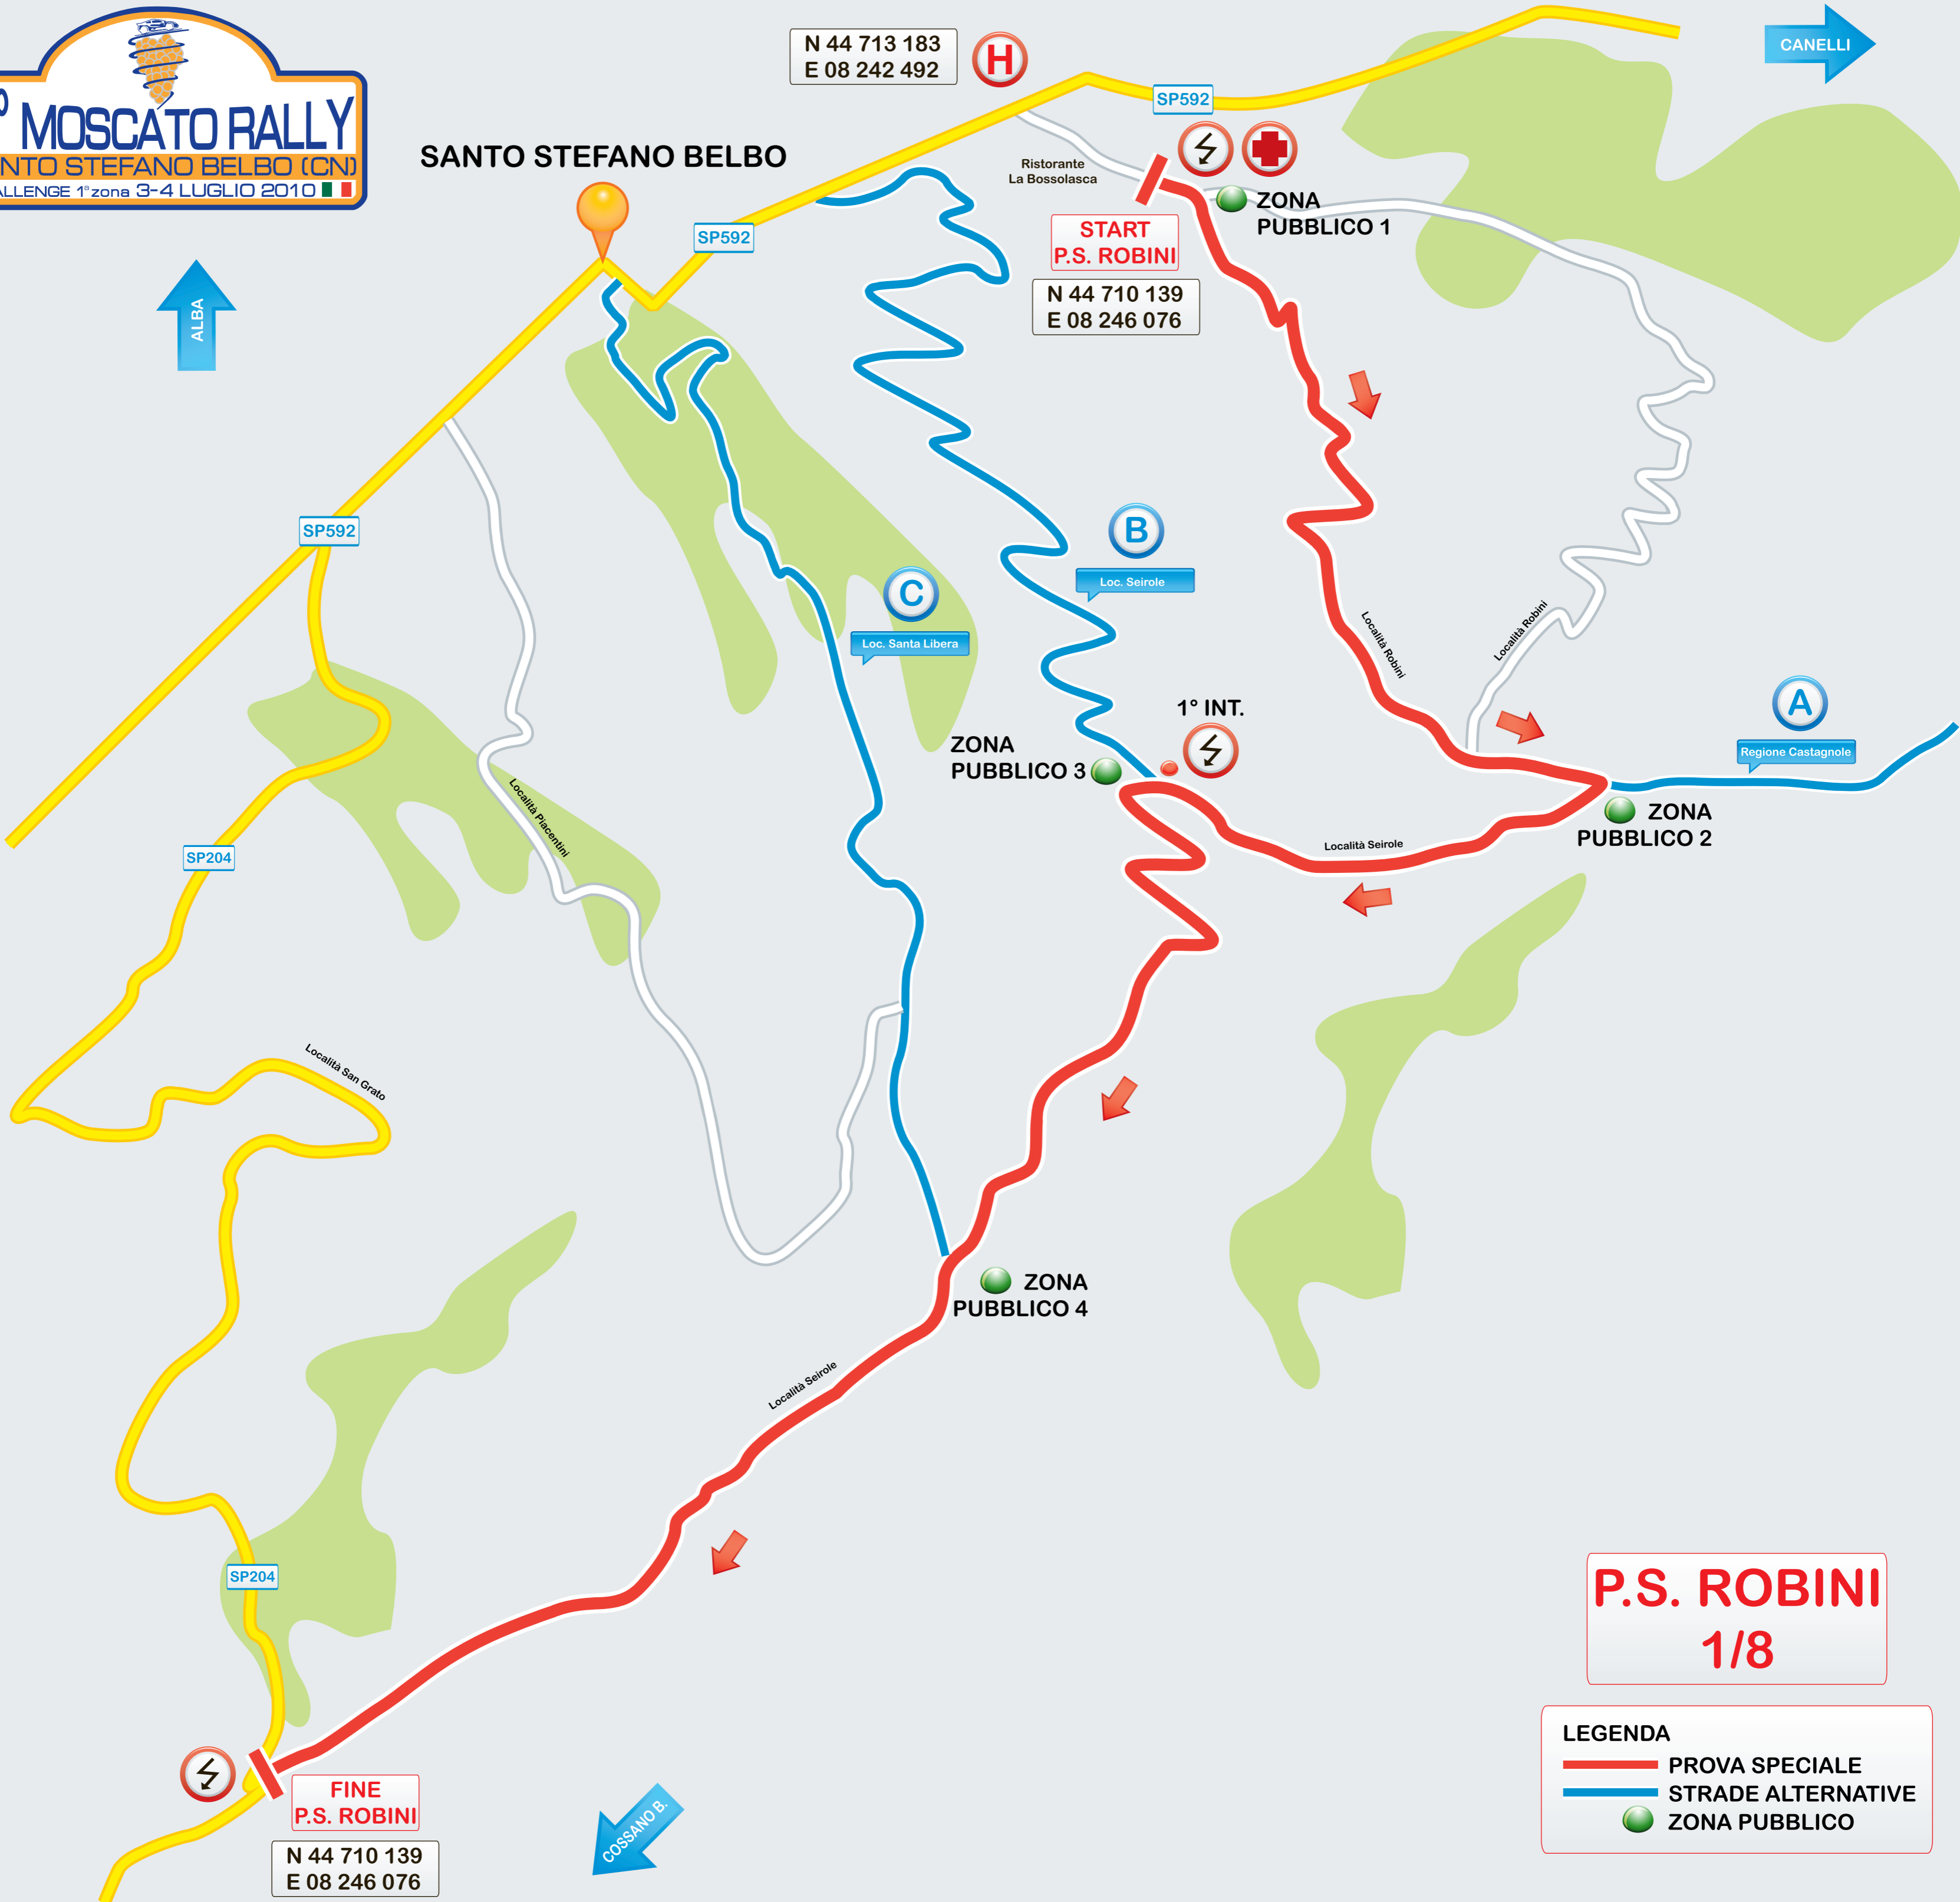 MOSCATO RALLY
NTO STEFANO BELBO (CN)
ALLENGE 1ª zona 3-4 LUGLIO 2010
N 44 713 183
E 08 242 492
H
CANELLI
SP592
SANTO STEFANO BELBO
Ristorante
La Bossolasca
ZONA
PUBBLICO 1
START
P.S. ROBINI
SP592
N 44 710 139
E 08 246 076
ALBA
SP592
B
Loc. Seirole
C
Loc. Santa Libera
Località Robini
Località Robini
A
Regione Castagnole
1° INT.
ZONA
PUBBLICO 3
ZONA
PUBBLICO 2
Località Piacentini
Località Seirole
SP204
Località San Grato
ZONA
PUBBLICO 4
Località Seirole
SP204
P.S. ROBINI
1/8
LEGENDA
PROVA SPECIALE
STRADE ALTERNATIVE
ZONA PUBBLICO
FINE
P.S. ROBINI
COSSANO B.
N 44 710 139
E 08 246 076